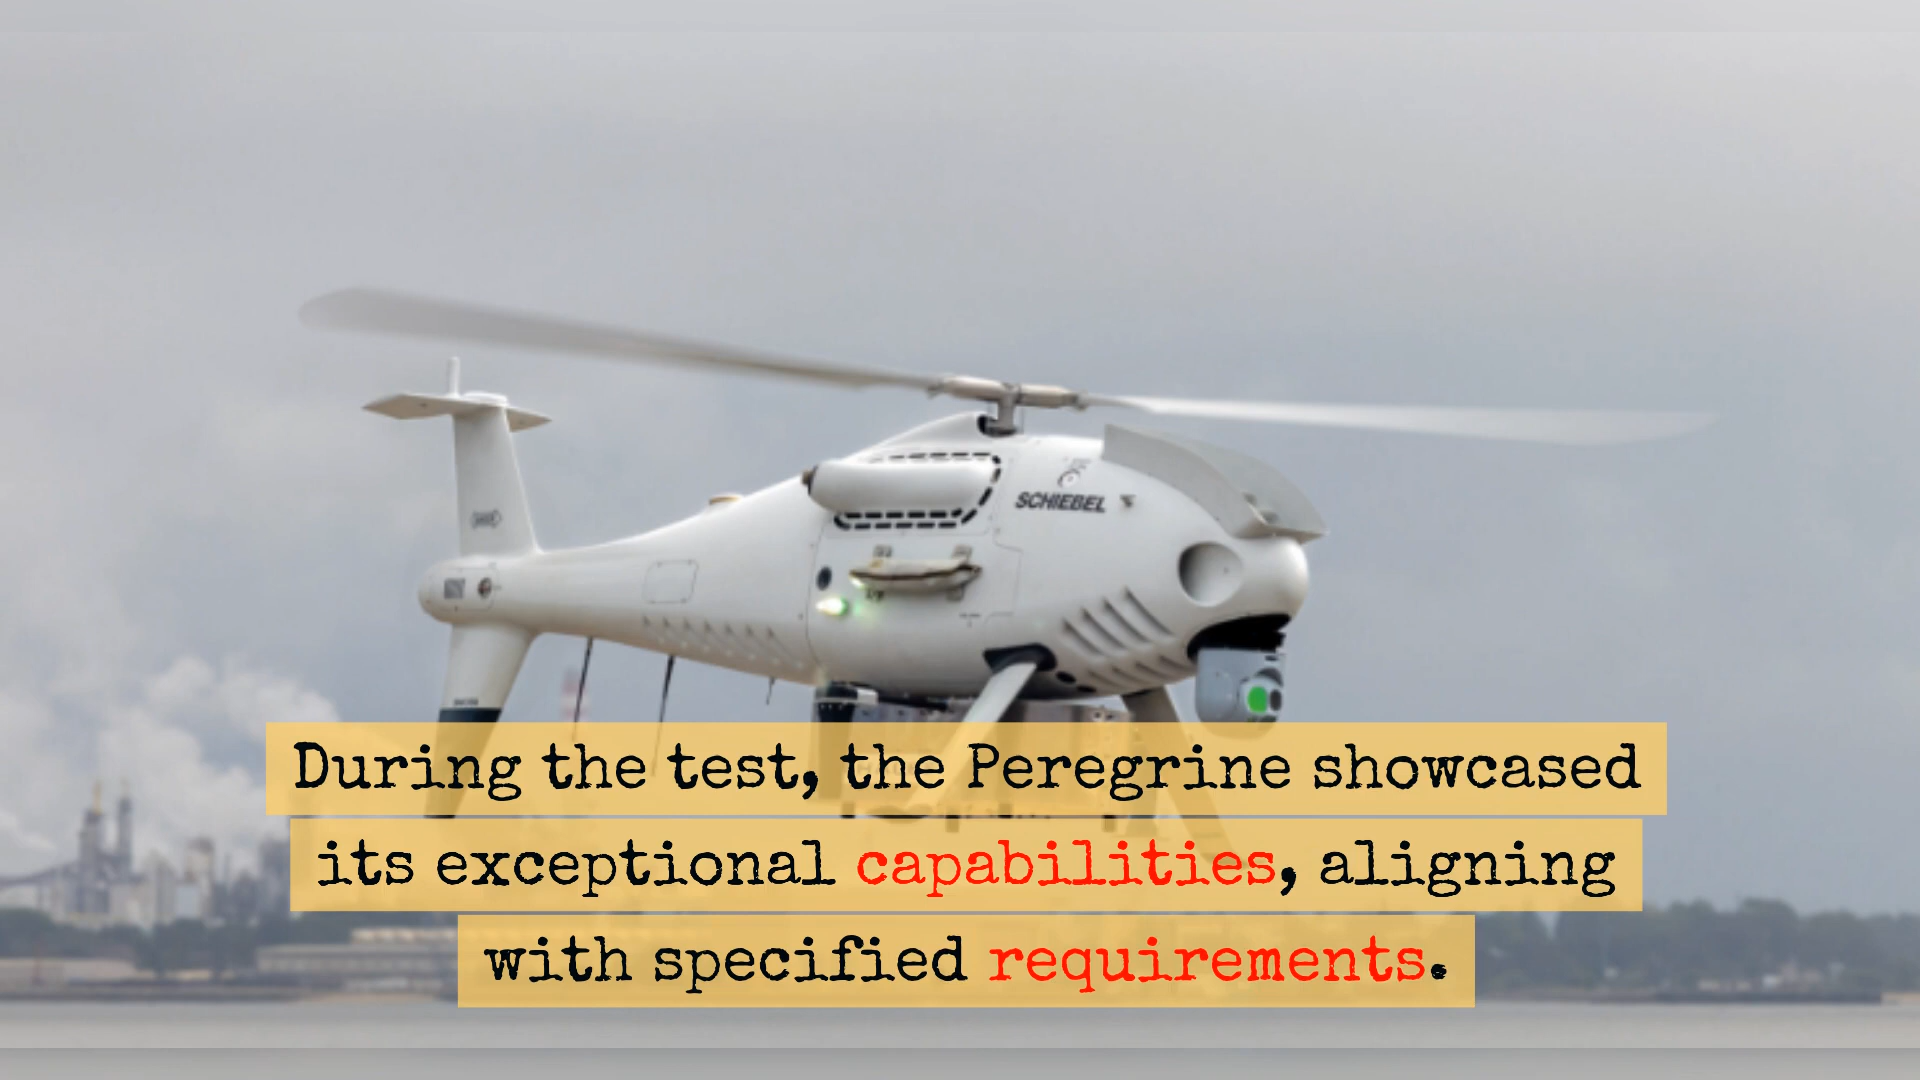 SCHIEBEL
During the test, the Peregrine showcased
its exceptional capabilities, aligning
with specified requirements.